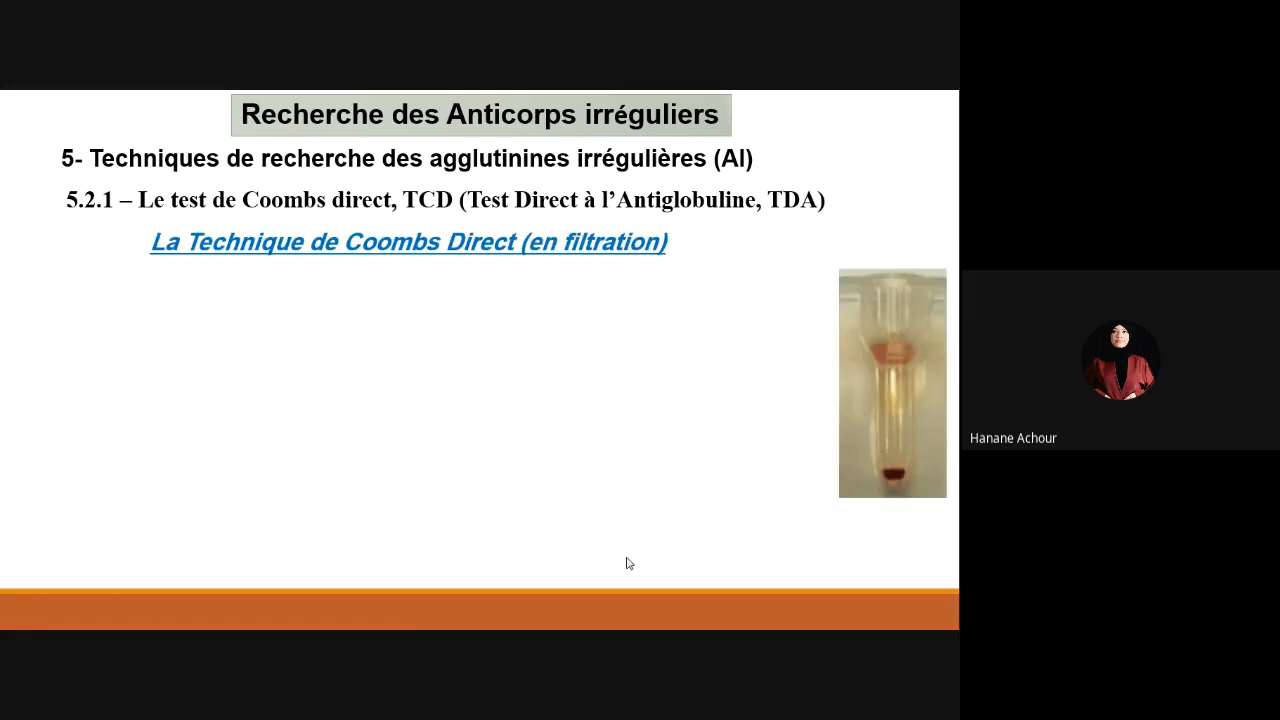 Recherche des Anticorps irréguliers
5- Techniques de recherche des agglutinines irrégulières (AI)
5.2.1 – Le test de Coombs direct, TCD (Test Direct à l’Antiglobuline, TDA)
La Technique de Coombs Direct (en filtration)
Hanane Achour